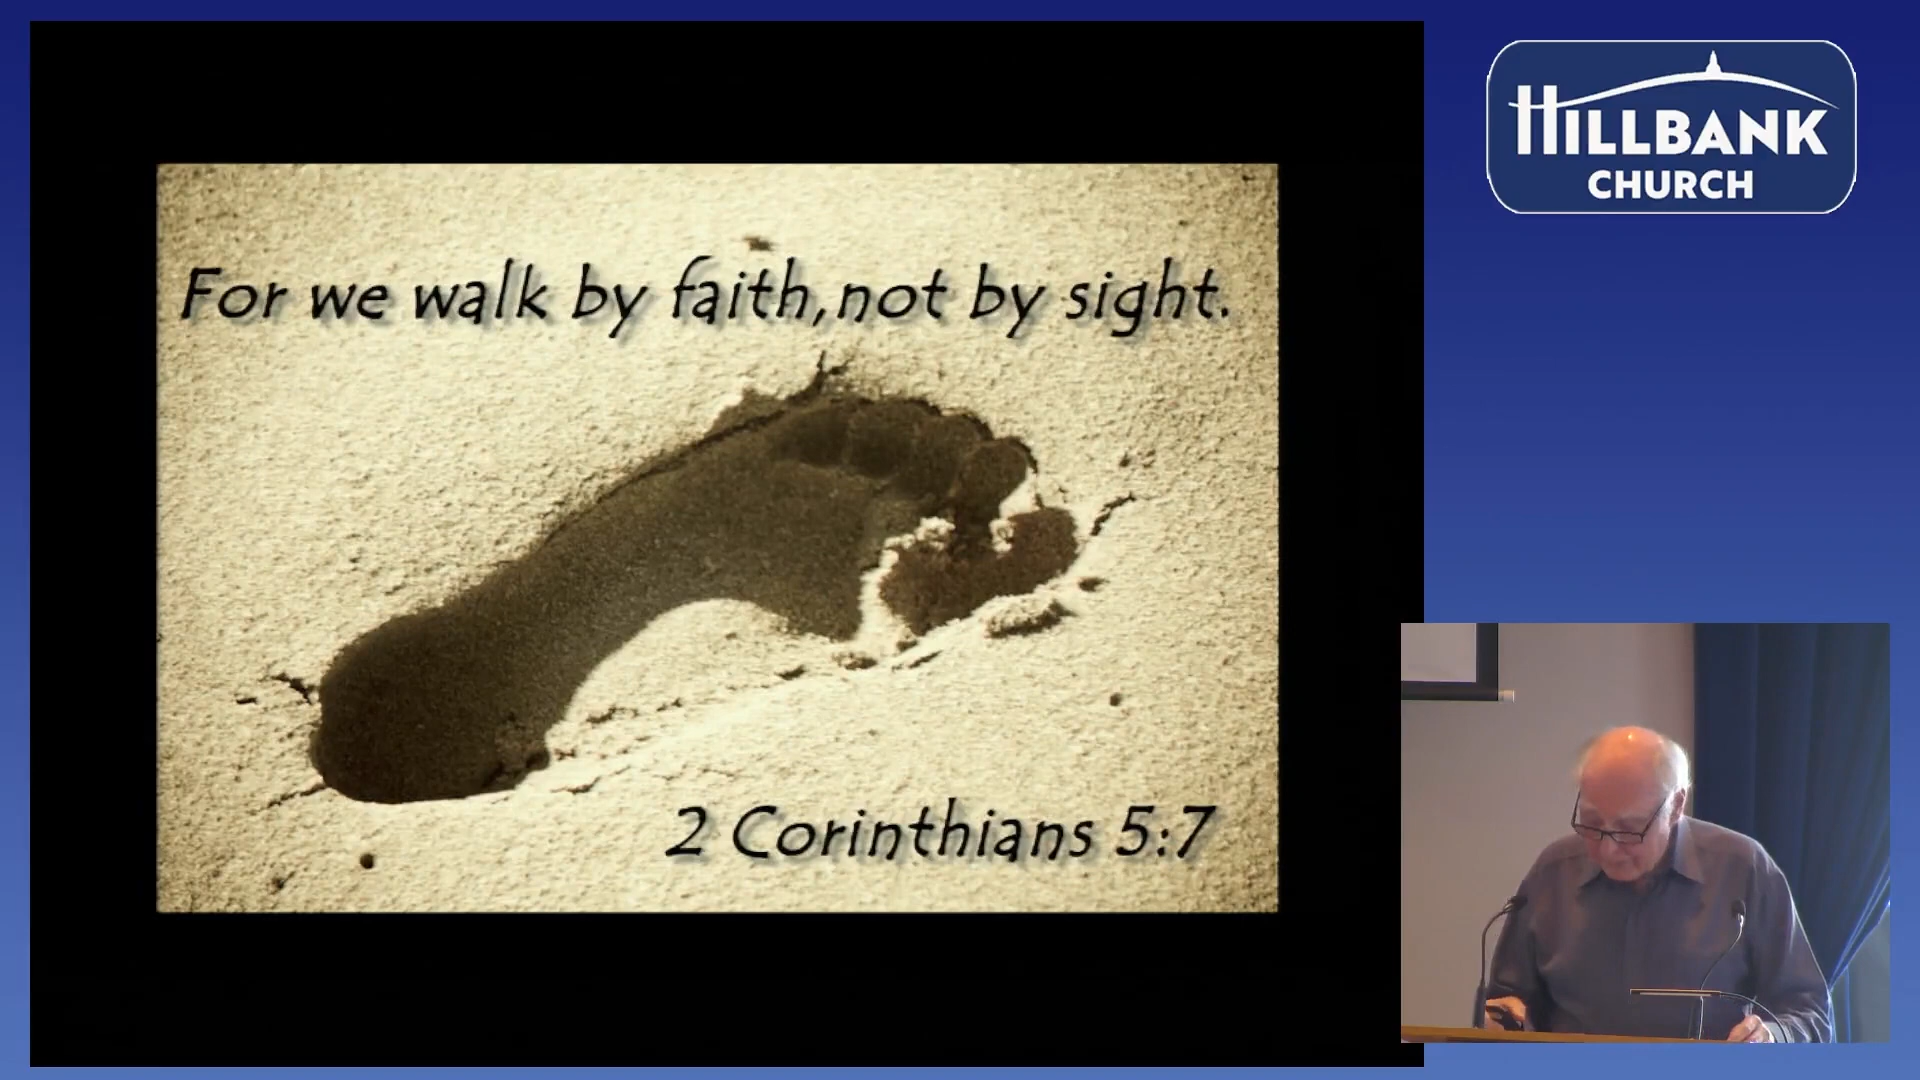 For we walk by faith, not by sight.
2 Corinthians 5:7
HILLBANK
CHURCH